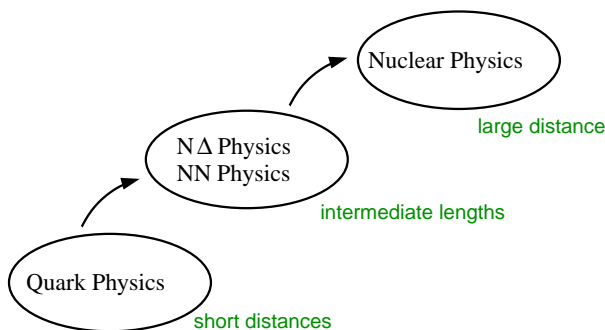 Nuclear Physics
large distance
N Δ Physics
NN Physics
intermediate lengths
Quark Physics
short distances